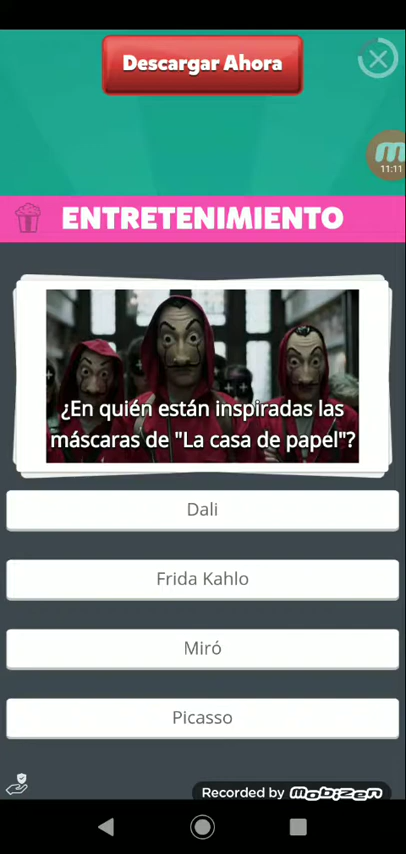 Descargar Ahora
11:11
ENTRETENIMIENTO
¿En quién están inspiradas las
máscaras de "La casa de papel"?
Dali
Frida Kahlo
Miró
Picasso
Recorded by mobizen